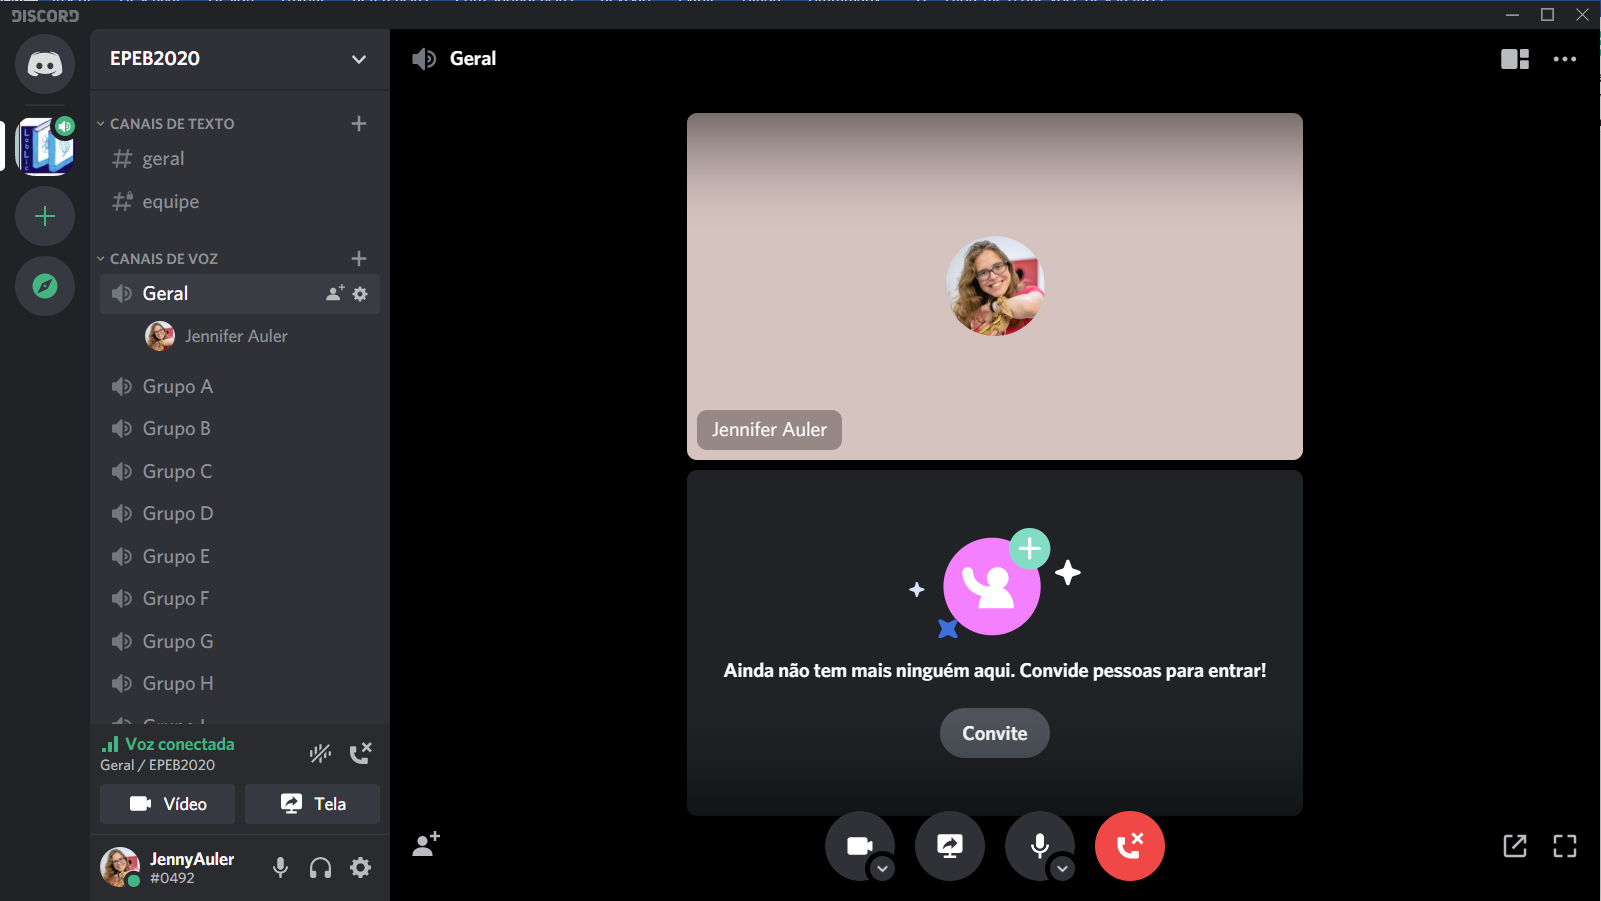 DISCORD
EPEB2020
CANAIS DE TEXTO
geral
equipe
CANAIS DE VOZ
Geral
Jennifer Auler
Grupo A
Grupo B
Grupo C
Grupo D
Grupo E
Grupo F
Grupo G
Grupo H
Voz conectada
Geral / EPEB2020
Vídeo
Tela
JennyAuler
#0492
Geral
Jennifer Auler
Ainda não tem mais ninguém aqui. Convide pessoas para entrar!
Convite